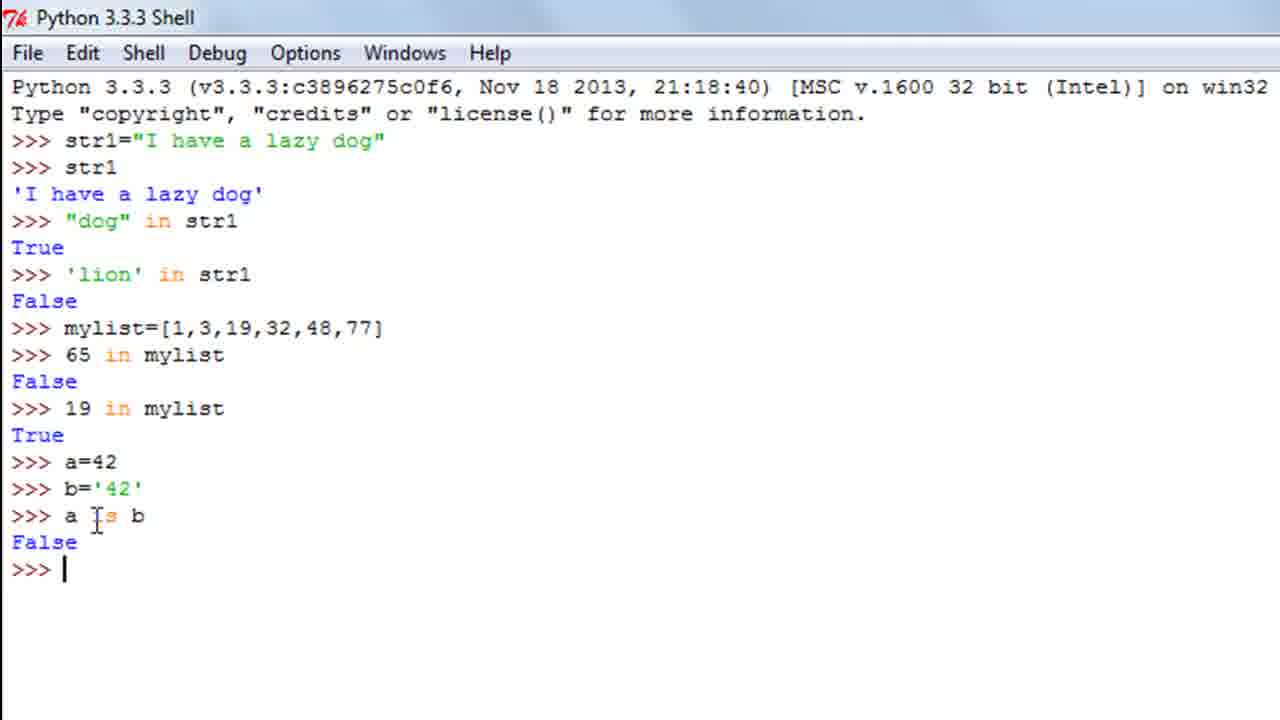 Python 3.3.3 Shell
File Edit Shell Debug Options Windows Help
Python 3.3.3 (v3.3.3:c3896275c0f6, Nov 18 2013, 21:18:40) [MSC v.1600 32 bit (Intel)] on win32
Type "copyright", "credits" or "license()" for more information.
>>> str1="I have a lazy dog"
>>> str1
'I have a lazy dog'
>>> "dog" in str1
True
>>> 'lion' in str1
False
>>> mylist=[1,3,19,32,48,77]
>>> 65 in mylist
False
>>> 19 in mylist
True
>>> a=42
>>> b='42'
>>> a is b
False
>>>